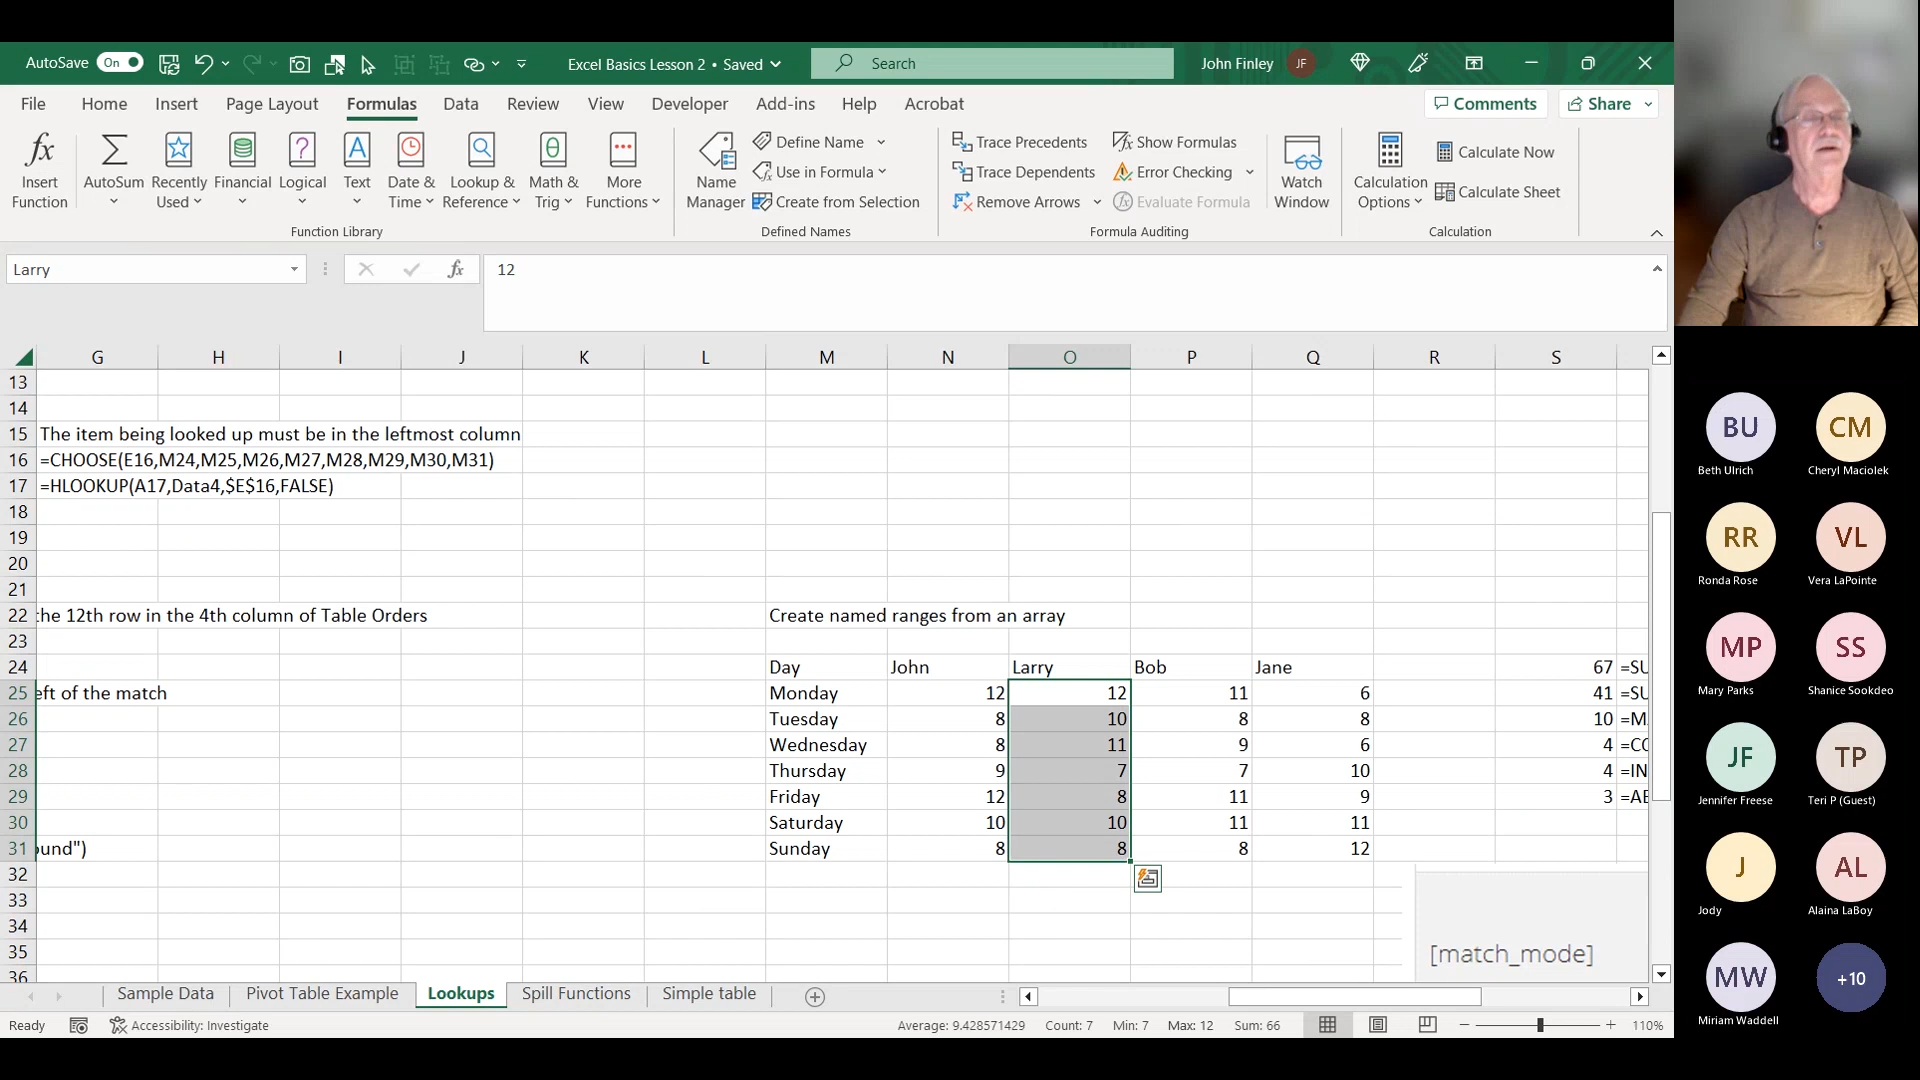 AutoSave On Excel Basics Lesson 2 • Saved Search John Finley JF
File Home Insert Page Layout Formulas Data Review View Developer Add-ins Help Acrobat Comments Share
fx Insert Function
AutoSum
Recently Used
Financial
Logical
Text
Date & Time
Lookup & Reference
Math & Trig
More Functions
Function Library
Name Manager
Define Name
Use in Formula
Create from Selection
Defined Names
Trace Precedents
Trace Dependents
Remove Arrows
Show Formulas
Error Checking
Evaluate Formula
Formula Auditing
Watch Window
Calculation Options
Calculate Now
Calculate Sheet
Calculation
Larry fx 12
G H I J K L M N O P Q R S
13
14
15 The item being looked up must be in the leftmost column
16 =CHOOSE(E16,M24,M25,M26,M27,M28,M29,M30,M31)
17 =HLOOKUP(A17,Data4,$E$16,FALSE)
18
19
20
21
22 the 12th row in the 4th column of Table Orders Create named ranges from an array
23
24 Day John Larry Bob Jane 67 =SU
25 eft of the match Monday 12 12 11 6 41 =SU
26 Tuesday 8 10 8 8 10 =M
27 Wednesday 8 11 9 6 4 =CO
28 Thursday 9 7 7 10 4 =IN
29 Friday 12 8 11 9 3 =AE
30 Saturday 10 10 11 11
31 ound") Sunday 8 8 8 12
32
33
34
35 [match_mode]
36
Sample Data Pivot Table Example Lookups Spill Functions Simple table
Ready Accessibility: Investigate Average: 9.428571429 Count: 7 Min: 7 Max: 12 Sum: 66 110%
BU CM
Beth Ulrich Cheryl Maciolek
RR VL
Ronda Rose Vera LaPointe
MP SS
Mary Parks Shanice Sookdeo
JF TP
Jennifer Freese Teri P (Guest)
J AL
Jody Alaina LaBoy
MW +10
Miriam Waddell